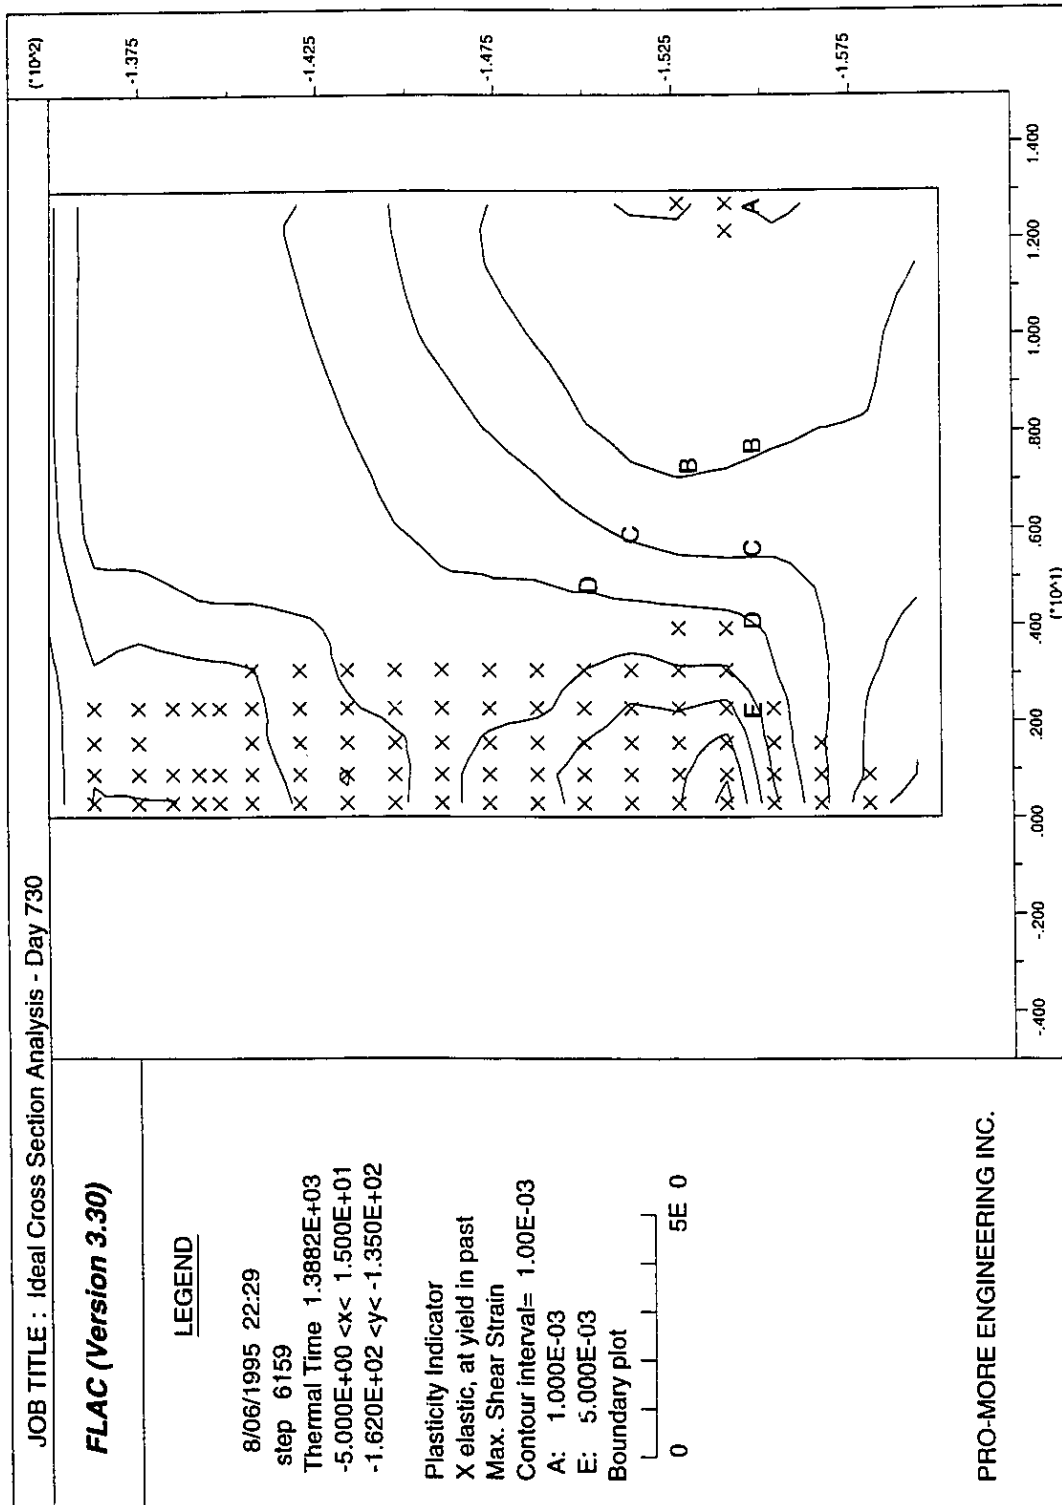 JOB TITLE : Ideal Cross Section Analysis - Day 730
(*10^2)
FLAC (Version 3.30)
LEGEND
8/06/1995 22:29
step 6159
Thermal Time 1.3882E+03
-5.000E+00 <x< 1.500E+01
-1.620E+02 <y< -1.350E+02
Plasticity Indicator
X elastic, at yield in past
Max. Shear Strain
Contour interval= 1.00E-03
A: 1.000E-03
E: 5.000E-03
Boundary plot
0 5E 0
PRO-MORE ENGINEERING INC.
-1.375
-1.425
-1.475
-1.525
-1.575
D
C
B
B
A
E
D
C
-.400 -.200 .000 .200 .400 .600 .800 1.000 1.200 1.400
(*10^1)